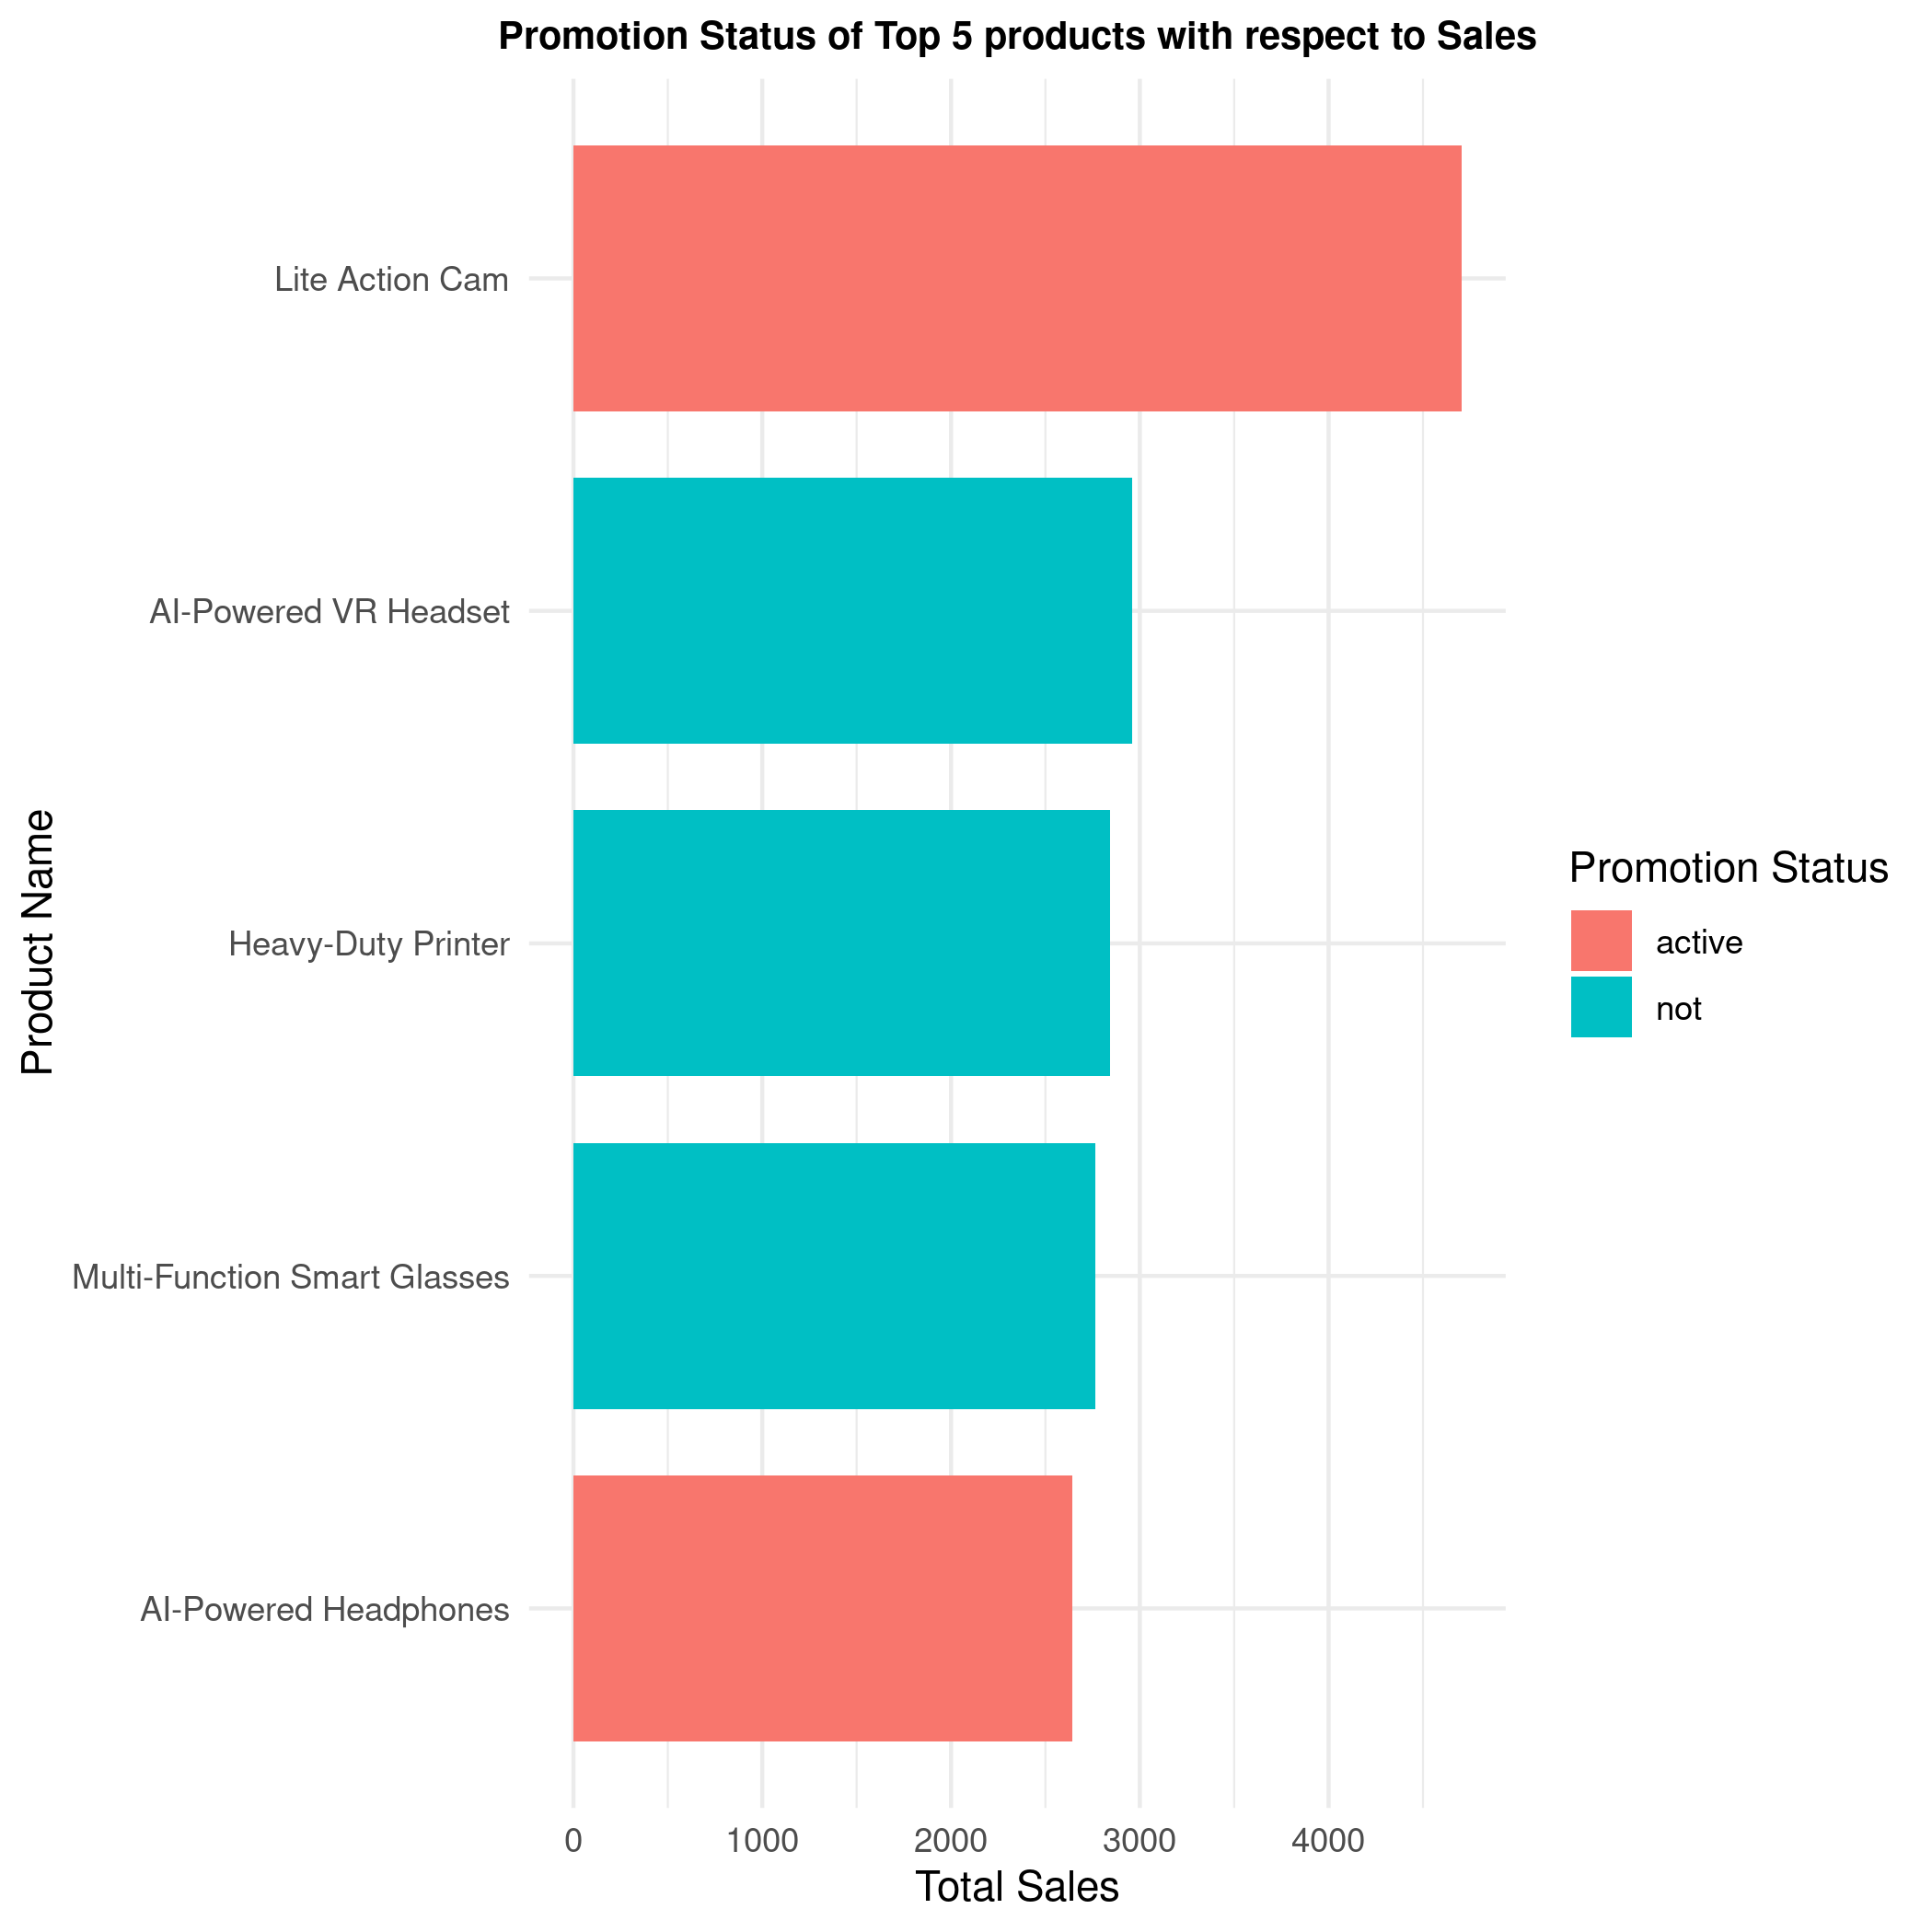 Promotion Status of Top 5 products with respect to Sales
Product Name
Lite Action Cam
AI-Powered VR Headset
Heavy-Duty Printer
Multi-Function Smart Glasses
AI-Powered Headphones
0 1000 2000 3000 4000
Total Sales
Promotion Status
active
not